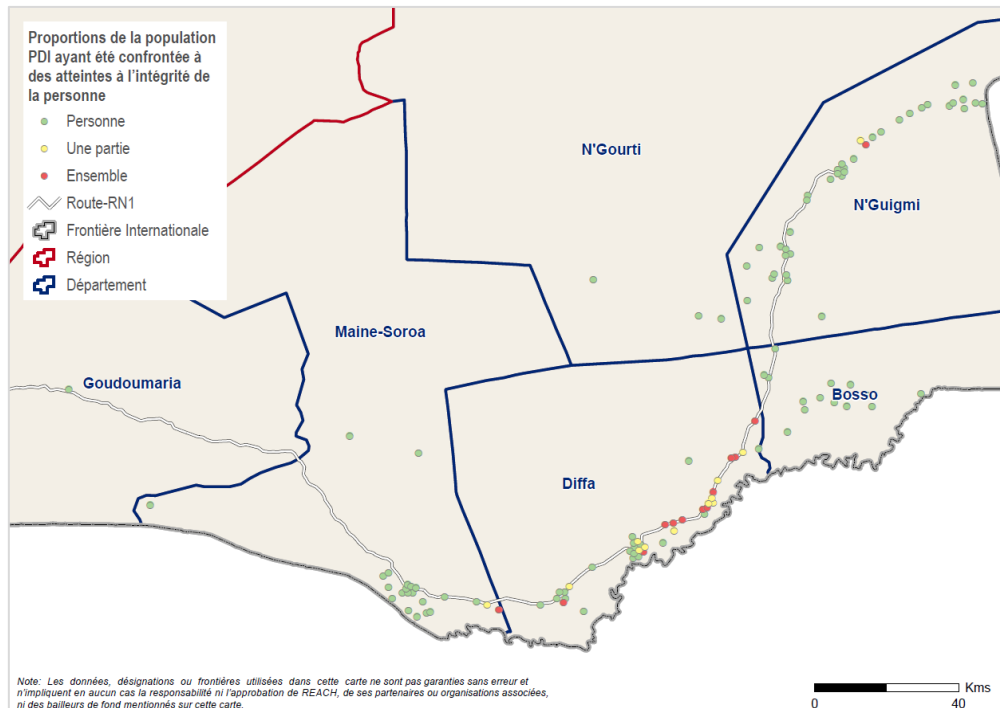 Proportions de la population
PDI ayant été confrontée à
des atteintes à l'intégrité de
la personne
Personne
Une partie
Ensemble
Route-RN1
Frontière Internationale
Région
Département
N'Gourti
N'Guigmi
Maine-Soroa
Goudoumaria
Bosso
Diffa
Note: Les données, désignations ou frontières utilisées dans cette carte ne sont pas garanties sans erreur et
n'impliquent en aucun cas la responsabilité ni l'approbation de REACH, de ses partenaires ou organisations associées,
ni des bailleurs de fond mentionnés sur cette carte.
Kms
0 40